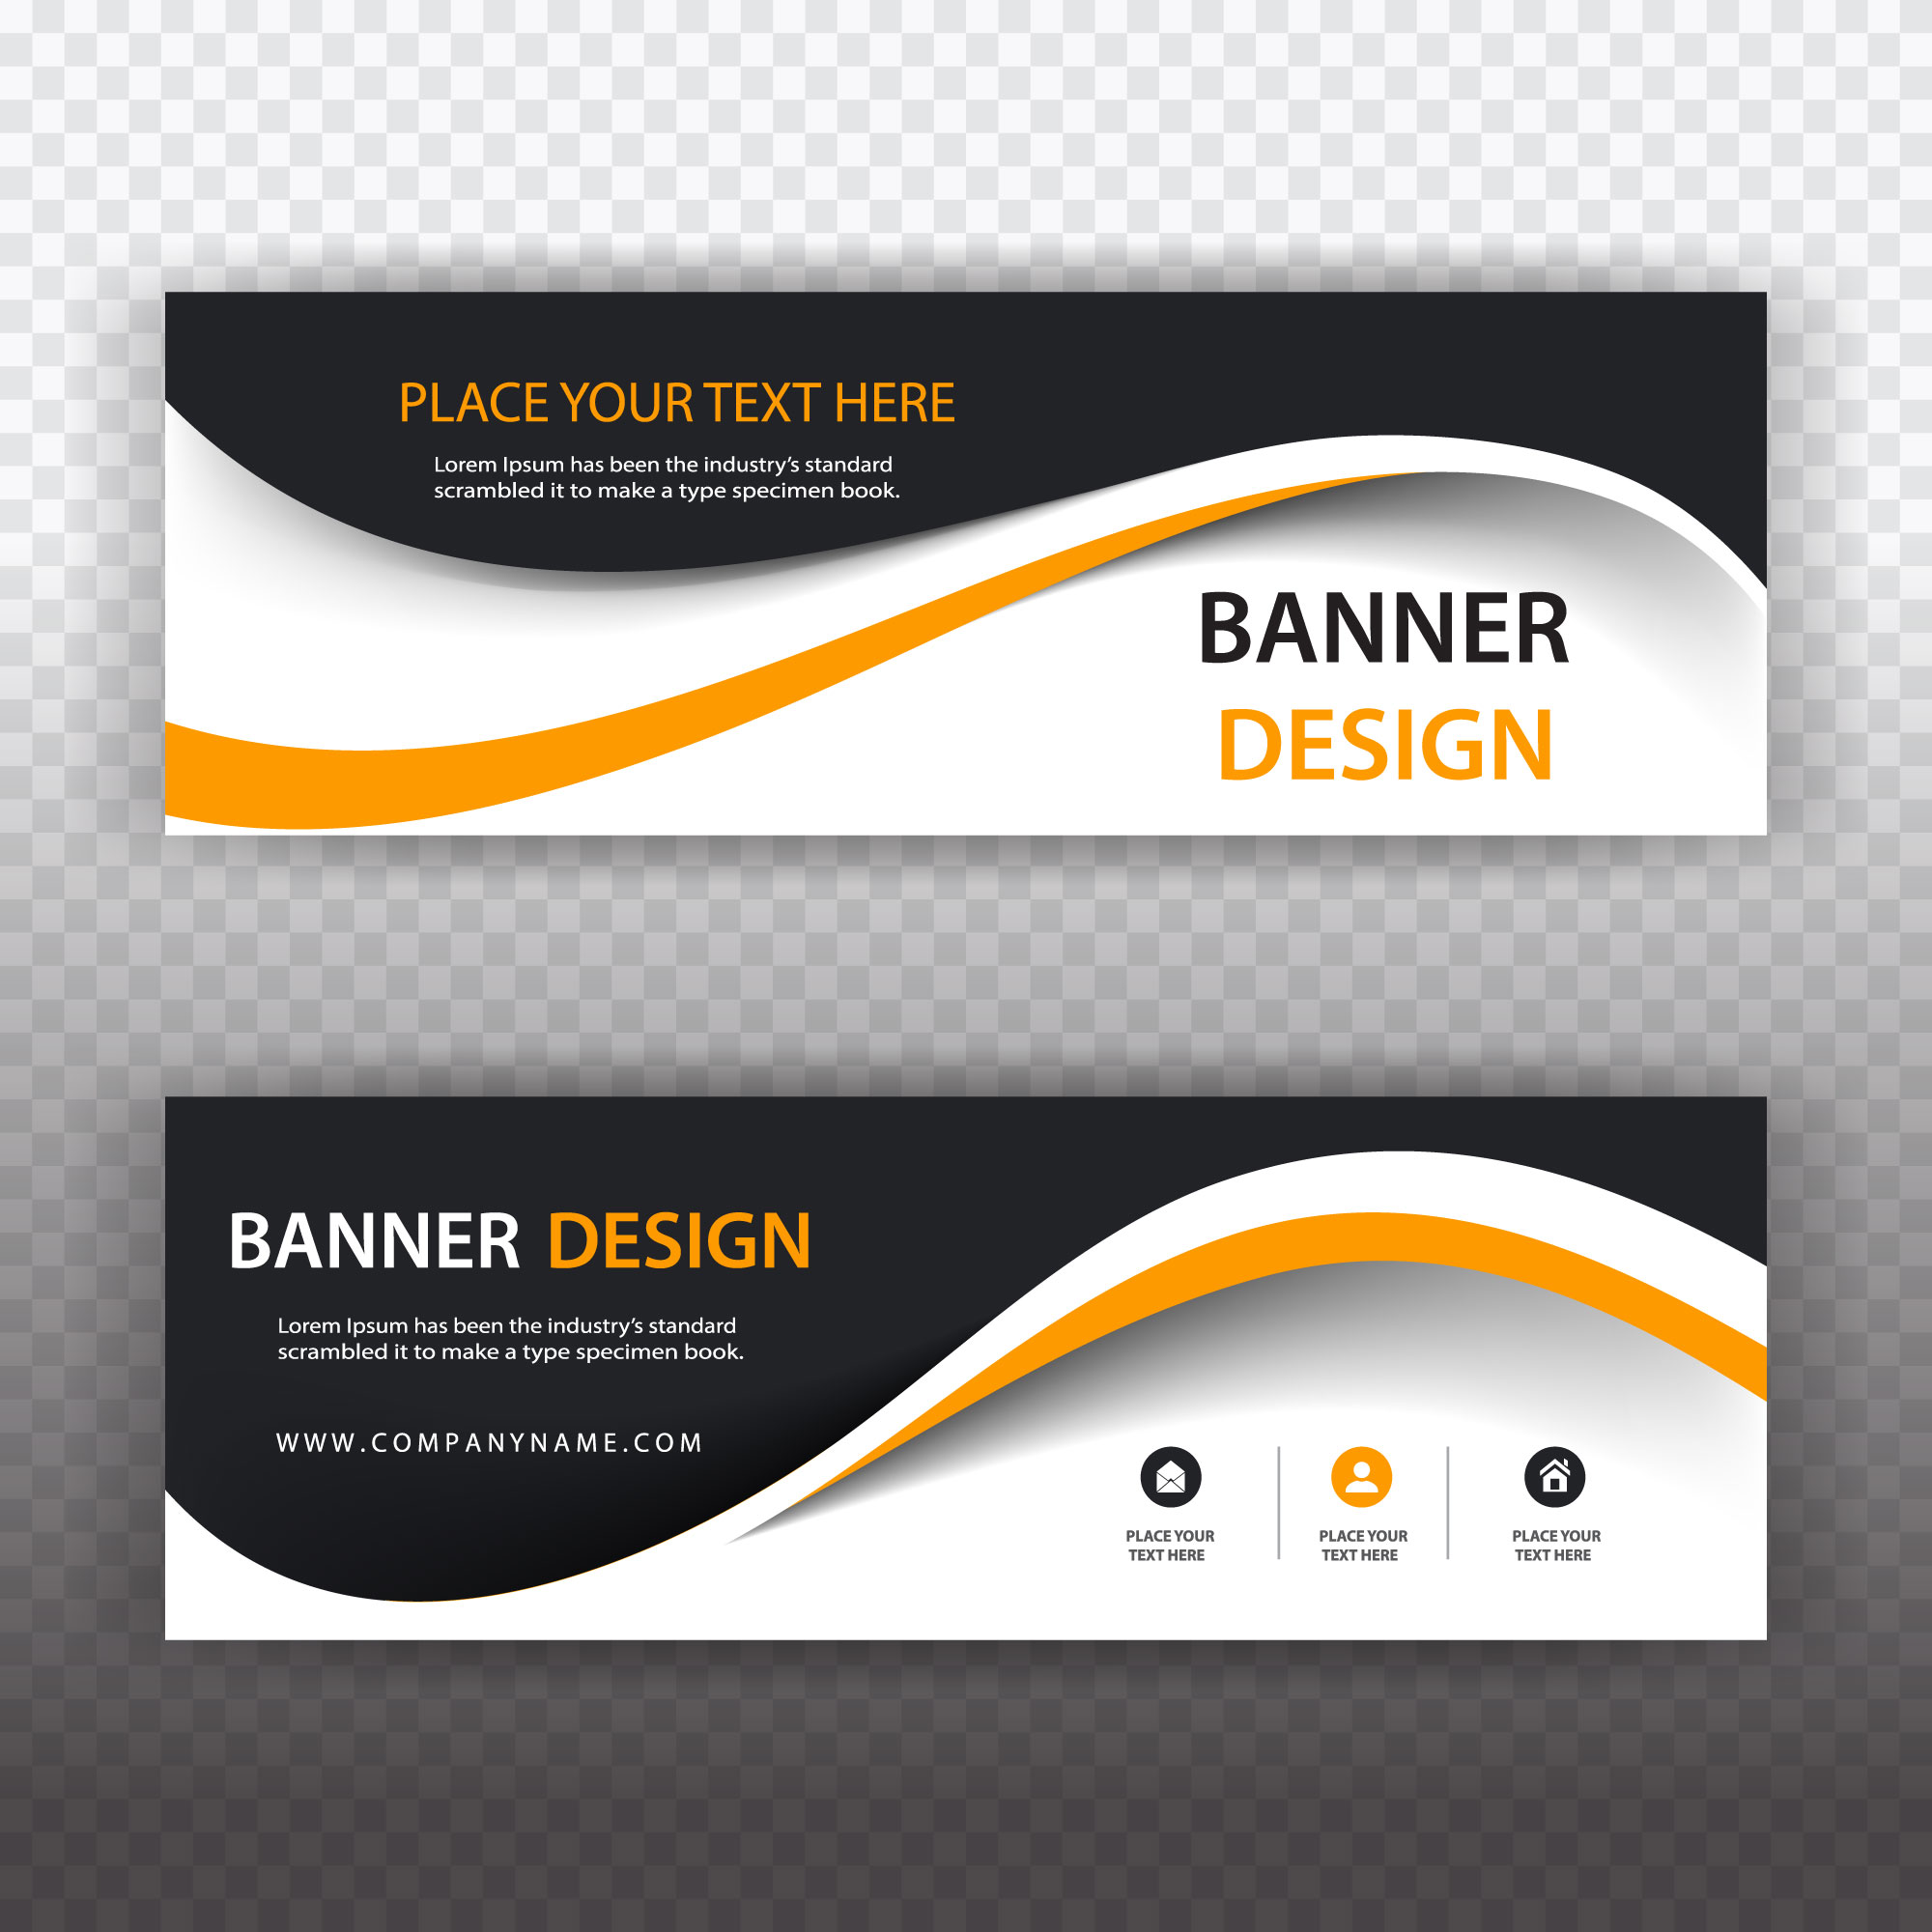 PLACE YOUR TEXT HERE
Lorem Ipsum has been the industry’s standard
scrambled it to make a type specimen book.
BANNER
DESIGN
BANNER DESIGN
Lorem Ipsum has been the industry’s standard
scrambled it to make a type specimen book.
WWW.COMPANYNAME.COM
PLACE YOUR
TEXT HERE
PLACE YOUR
TEXT HERE
PLACE YOUR
TEXT HERE